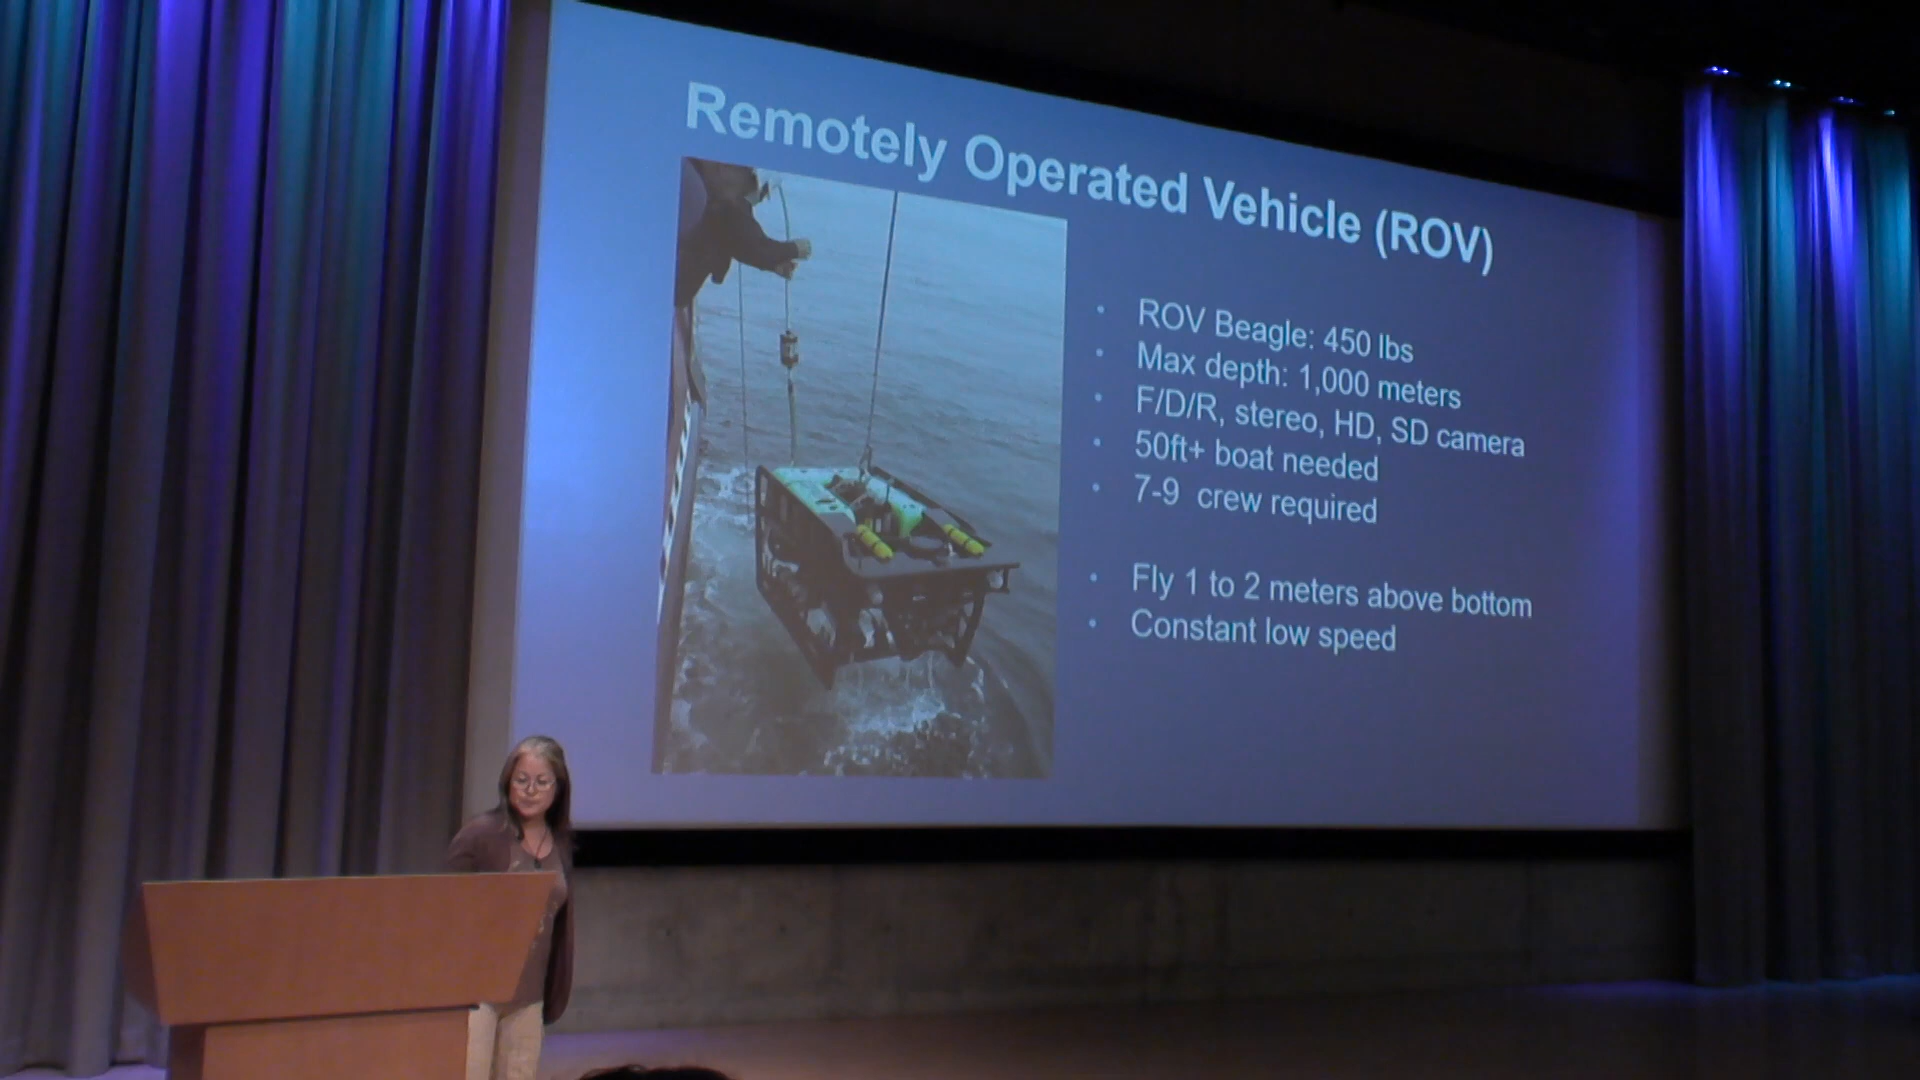 Remotely Operated Vehicle (ROV)
• ROV Beagle: 450 lbs
• Max depth: 1,000 meters
• F/D/R, stereo, HD, SD camera
• 50ft+ boat needed
• 7-9 crew required
• Fly 1 to 2 meters above bottom
• Constant low speed